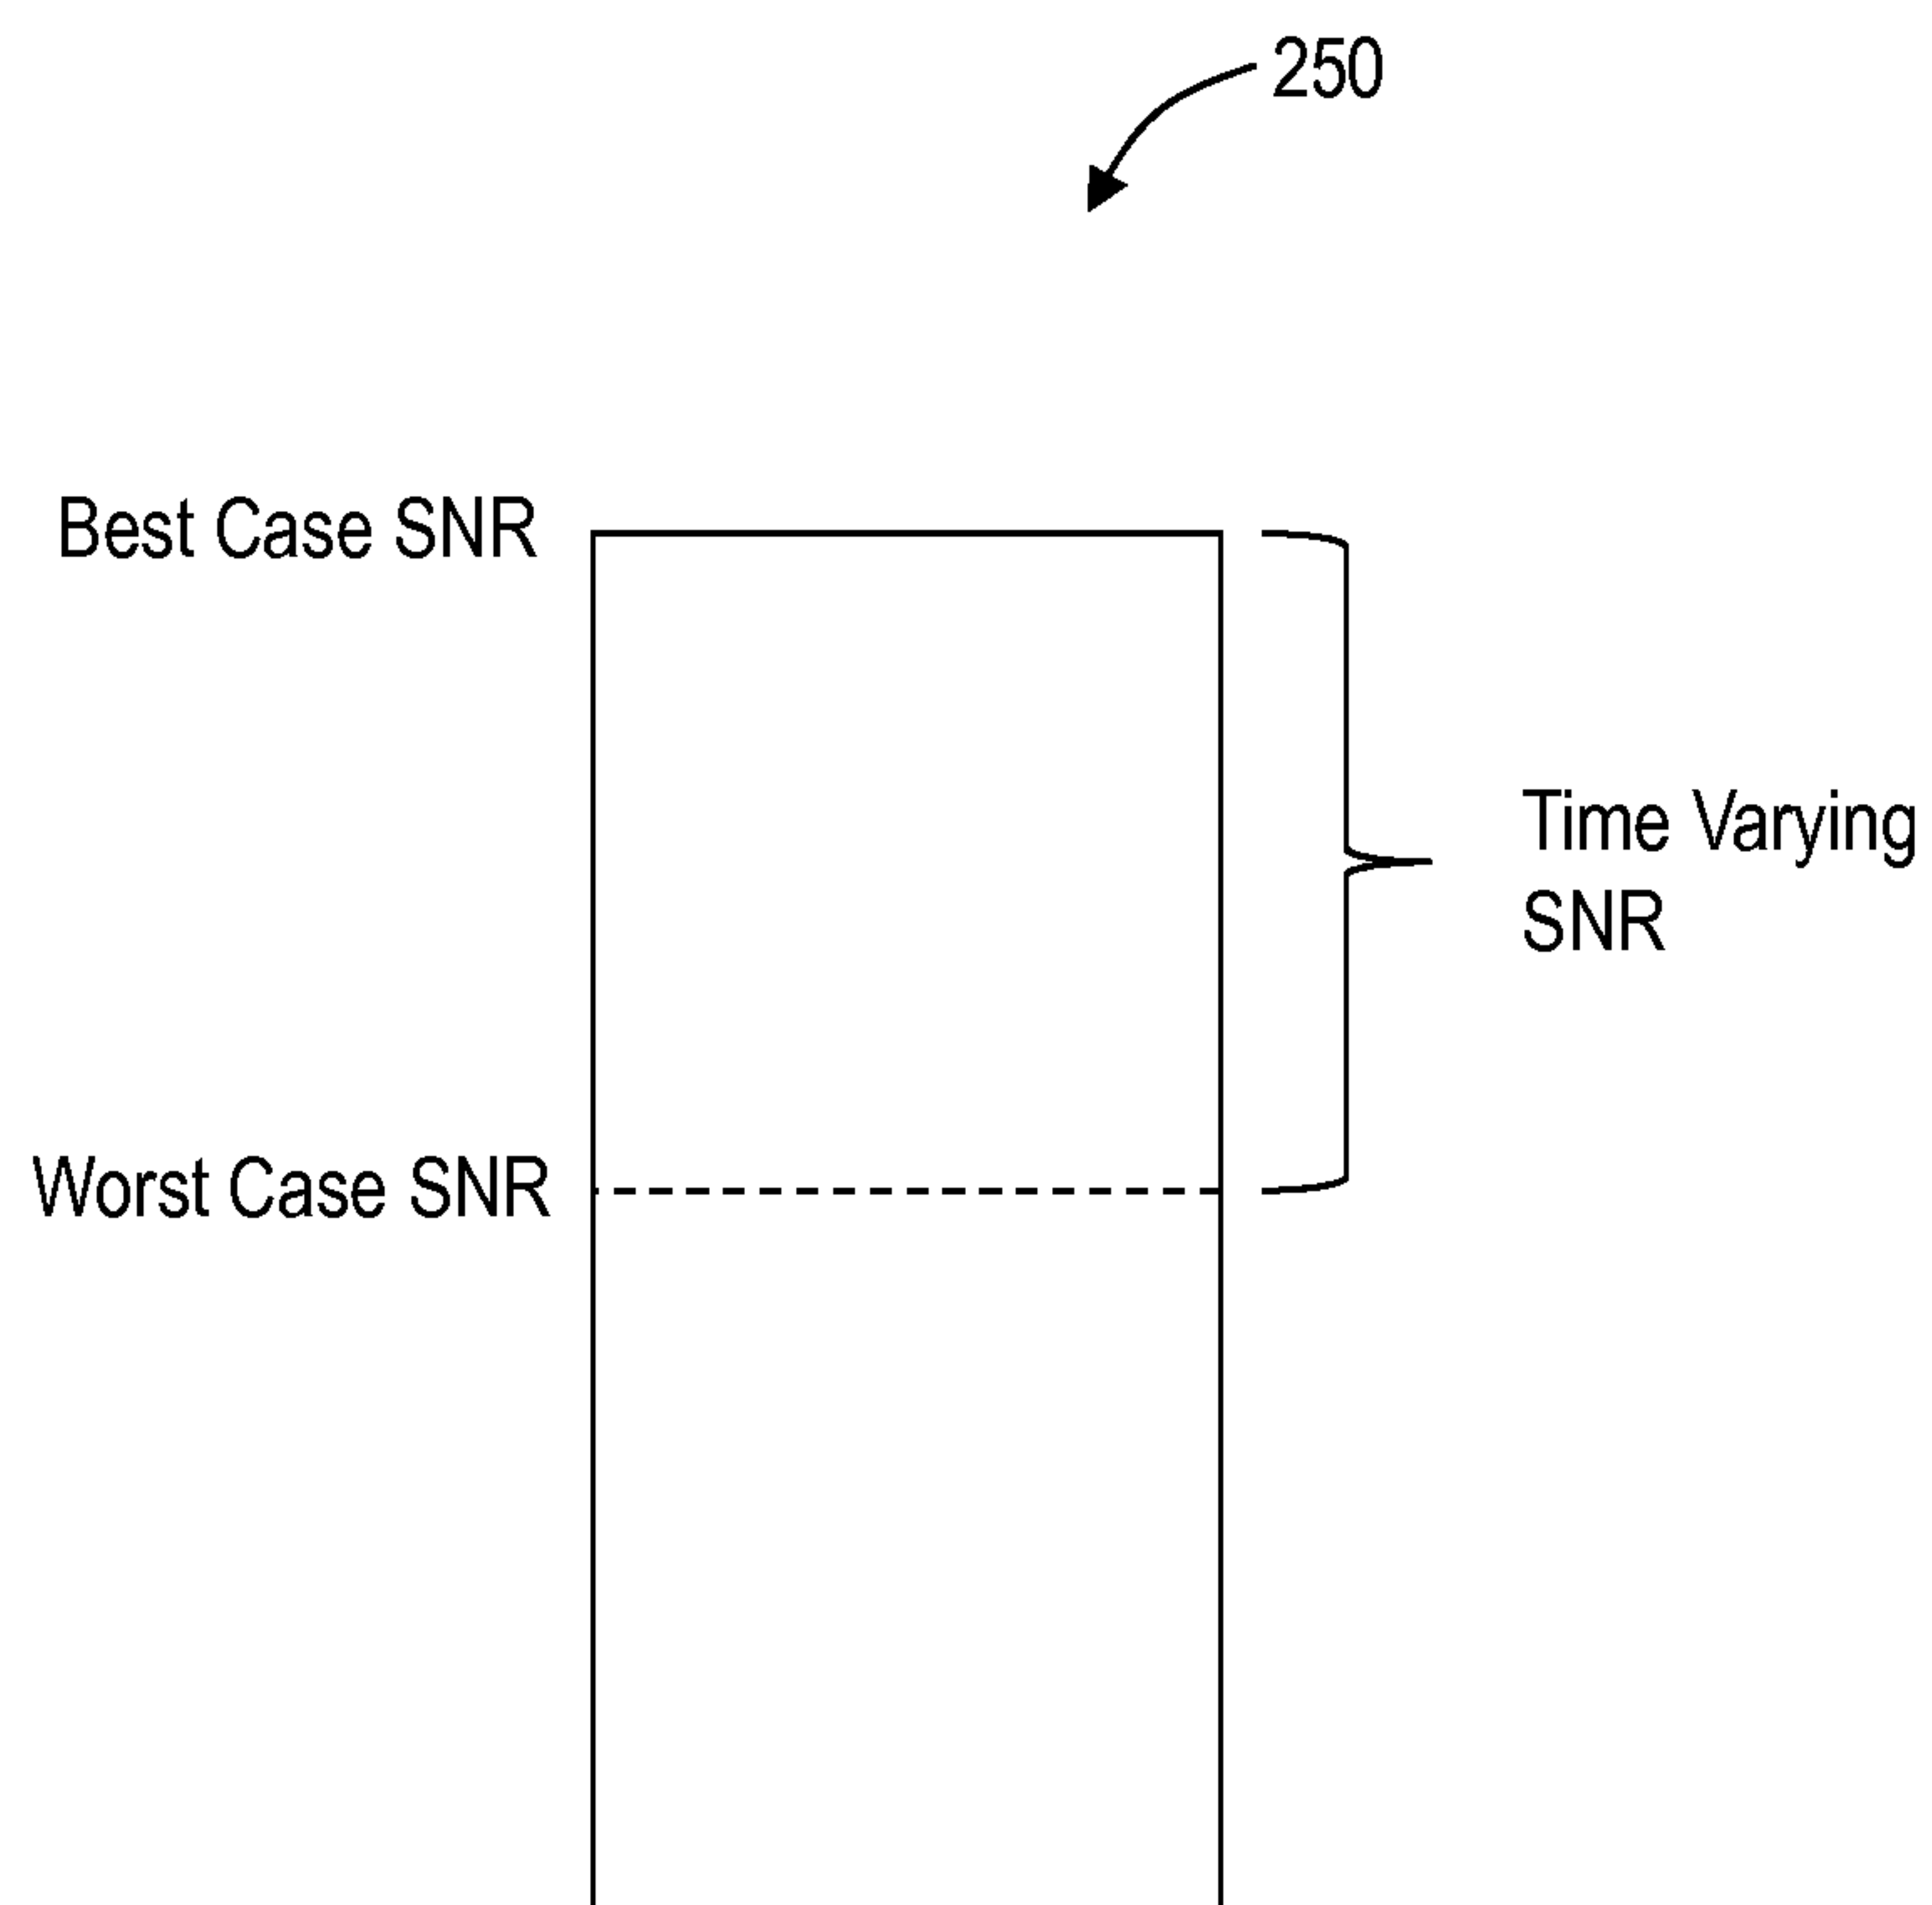 250
Best Case SNR
Time Varying
SNR
Worst Case SNR